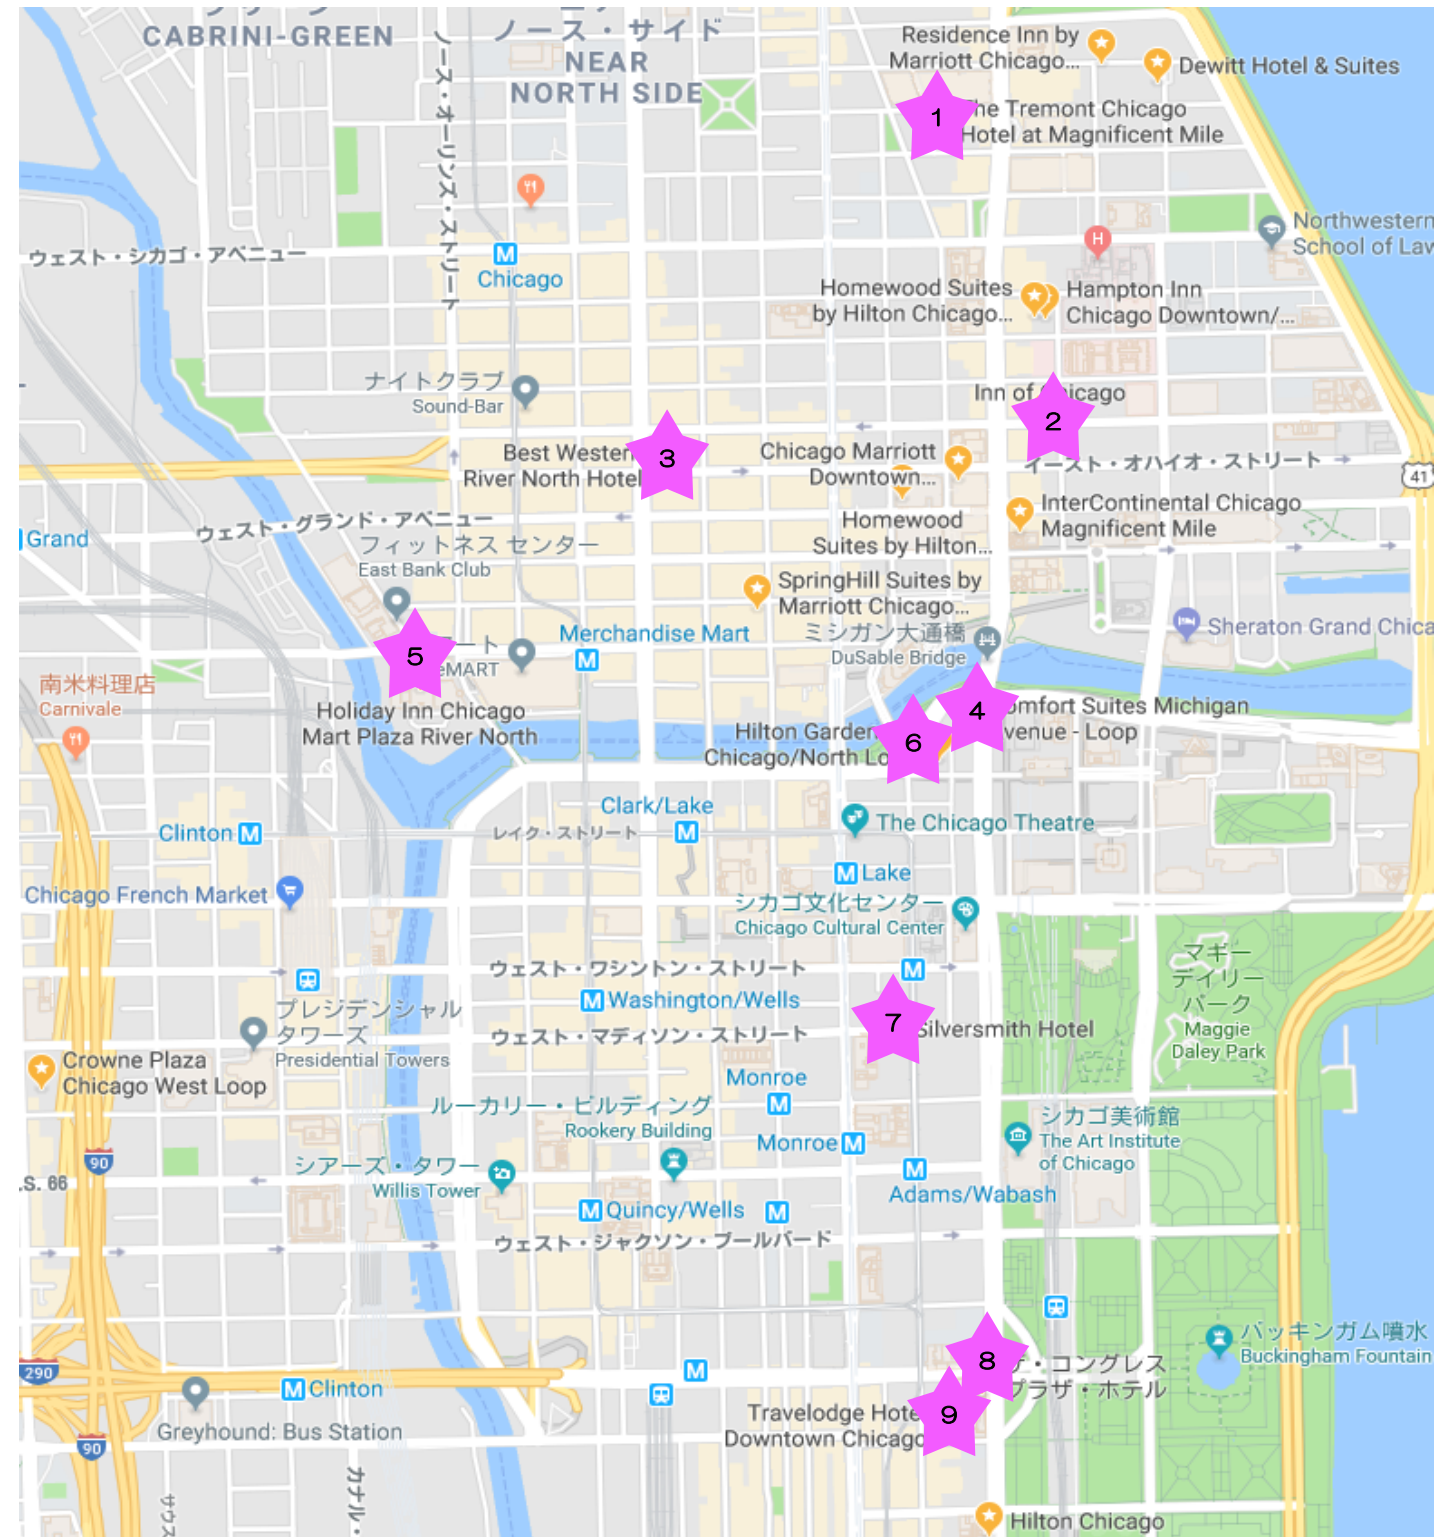 CABRINI-GREEN
ノース・サイド
NEAR
NORTH SIDE
Residence Inn by
Marriott Chicago...
Dewitt Hotel & Suites
1
he Tremont Chicago
Hotel at Magnificent Mile
ノース・オーリンズ・ストリート
Northwestern
School of Law
ウェスト・シカゴ・アベニュー
M
Chicago
H
Homewood Suites
by Hilton Chicago...
Hampton Inn
Chicago Downtown/...
ナイトクラブ
Sound-Bar
Inn of Chicago
2
Best Wester
River North Hotel
3
Chicago Marriott
Downtown...
イースト・オハイオ・ストリート
41
InterContinental Chicago
Magnificent Mile
Homewood
Suites by Hilton...
ウェスト・グランド・アベニュー
Grand
フィットネス センター
East Bank Club
SpringHill Suites by
Marriott Chicago...
ミシガン大通橋
DuSable Bridge
Sheraton Grand Chica
Merchandise Mart
M
5
ート
eMART
南米料理店
Carnivale
Holiday Inn Chicago
Mart Plaza River North
4
omfort Suites Michigan
venue - Loop
Hilton Garden
Chicago/North Lo
6
Clark/Lake
M
レイク・ストリート
The Chicago Theatre
Clinton M
M Lake
Chicago French Market
シカゴ文化センター
Chicago Cultural Center
ウェスト・ワシントン・ストリート
M
マギー
デイリー
パーク
Maggie
Daley Park
M Washington/Wells
プレジデンシャル
タワーズ
Presidential Towers
7
Silversmith Hotel
ウェスト・マディソン・ストリート
Crowne Plaza
Chicago West Loop
Monroe
M
ルーカリー・ビルディング
Rookery Building
Monroe M
シカゴ美術館
The Art Institute
of Chicago
90
.S. 66
シアーズ・タワー
Willis Tower
M
Adams/Wabash
M Quincy/Wells
M
ウェスト・ジャクソン・ブールバード
バッキンガム噴水
Buckingham Fountain
8
・コングレス
プラザ・ホテル
290
M
M Clinton
9
Travelodge Hote
Downtown Chicago
Greyhound: Bus Station
90
カナル・
サウス
Hilton Chicago